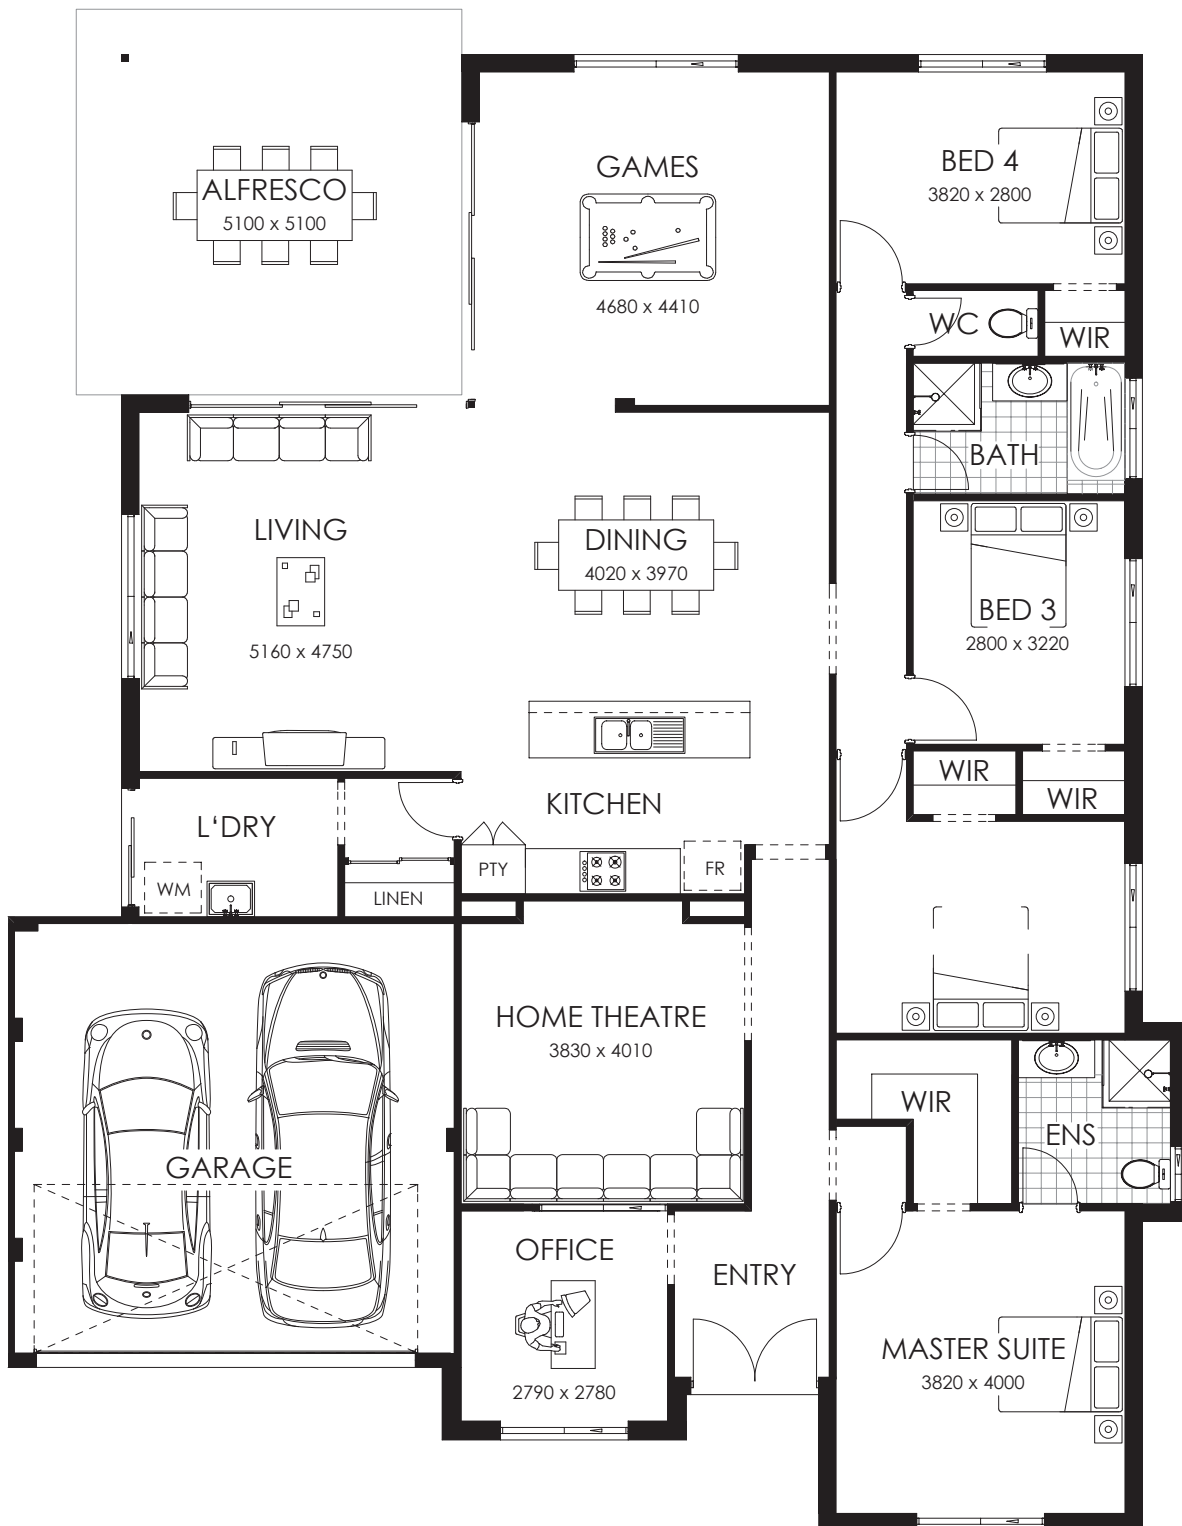 ALFRESCO
5100 x 5100
GAMES
4680 x 4410
BED 4
3820 x 2800
WC
WIR
BATH
LIVING
5160 x 4750
DINING
4020 x 3970
BED 3
2800 x 3220
WIR
WIR
KITCHEN
L'DRY
WM
LINEN
PTY
FR
HOME THEATRE
3830 x 4010
WIR
ENS
GARAGE
OFFICE
2790 x 2780
ENTRY
MASTER SUITE
3820 x 4000